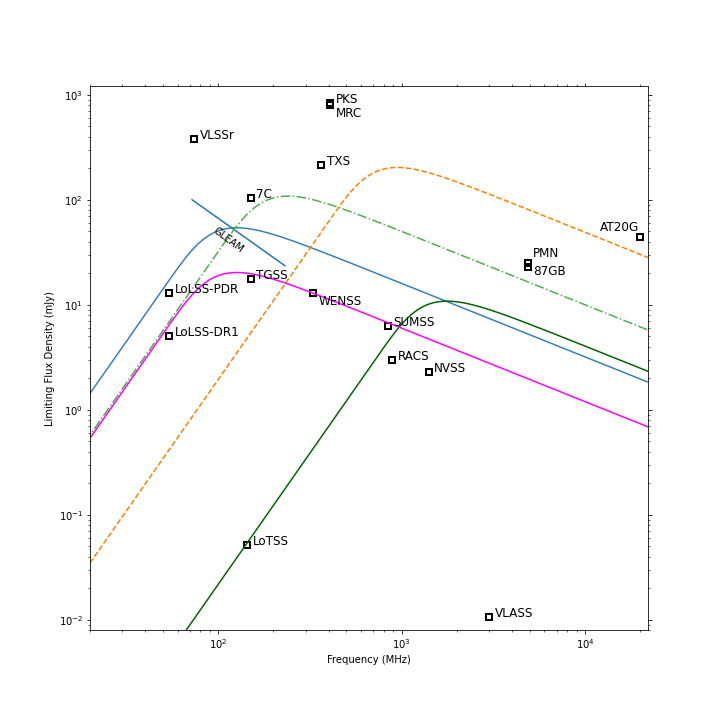 10³
PKS
MRC
VLSSr
TXS
7C
10²
AT20G
GLEAM
PMN
87GB
TGSS
LoLSS-PDR
WENSS
10¹
SUMSS
LoLSS-DR1
RACS
NVSS
10⁰
10⁻¹
LoTSS
VLASS
10⁻²
Limiting Flux Density (mJy)
10²
10³
10⁴
Frequency (MHz)